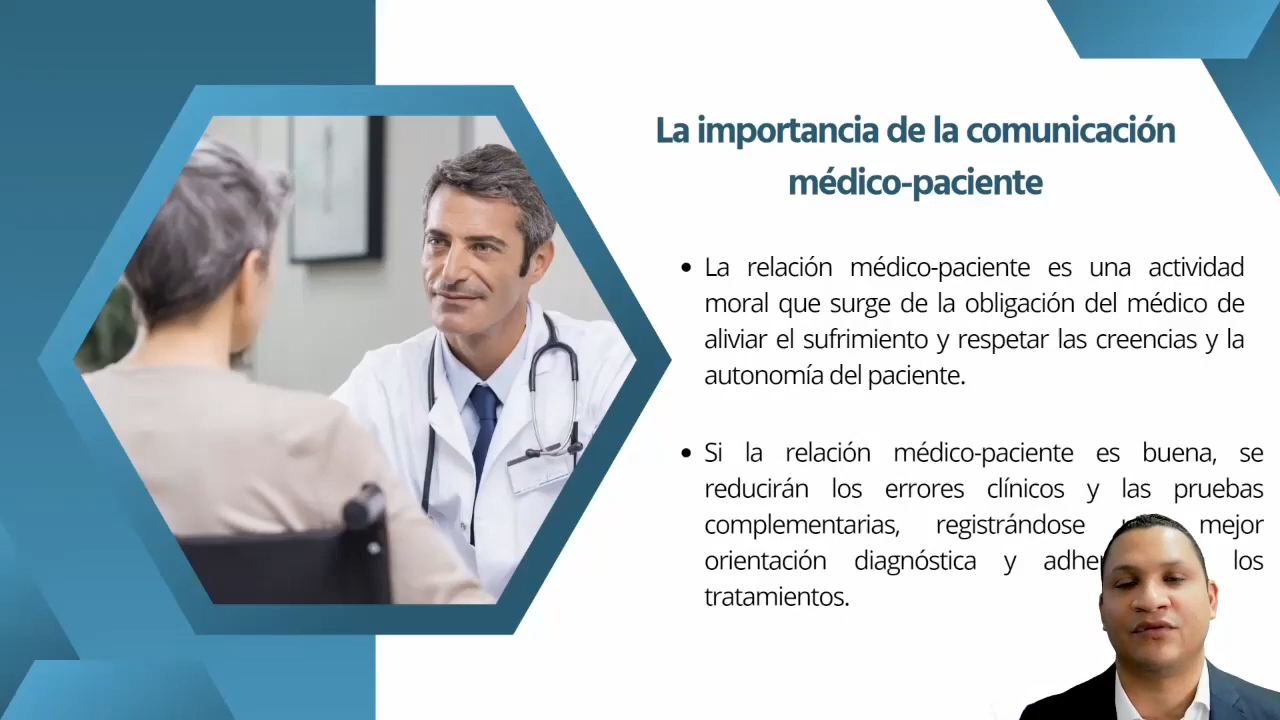 La importancia de la comunicación
médico-paciente
La relación médico-paciente es una actividad
moral que surge de la obligación del médico de
aliviar el sufrimiento y respetar las creencias y la
autonomía del paciente.
Si la relación médico-paciente es buena, se
reducirán los errores clínicos y las pruebas
complementarias, registrándose mejor
orientación diagnóstica y los
tratamientos.